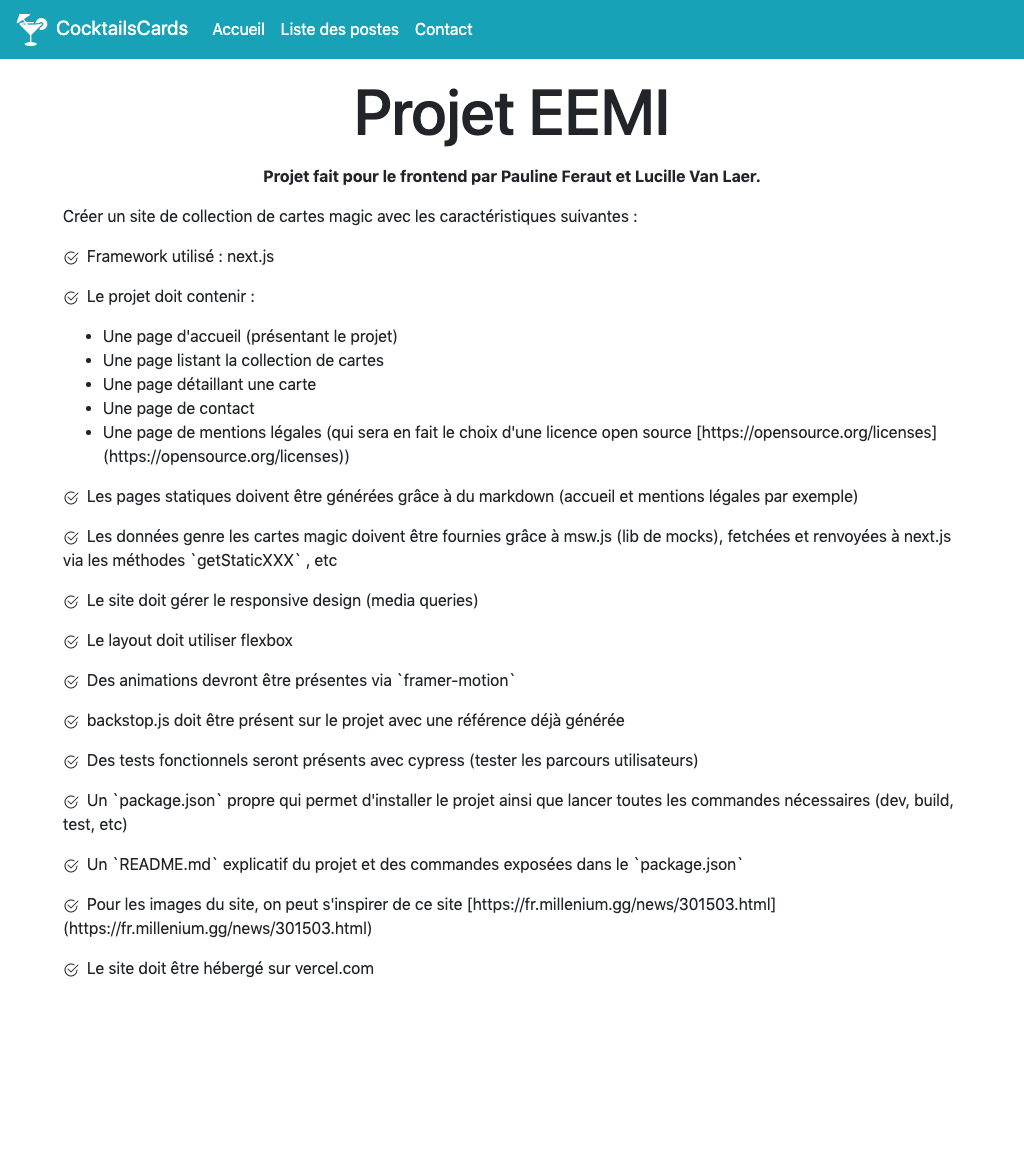 CocktailsCards Accueil Liste des postes Contact
Projet EEMI
Projet fait pour le frontend par Pauline Feraut et Lucille Van Laer.
Créer un site de collection de cartes magic avec les caractéristiques suivantes :
Framework utilisé : next.js
Le projet doit contenir :
Une page d'accueil (présentant le projet)
Une page listant la collection de cartes
Une page détaillant une carte
Une page de contact
Une page de mentions légales (qui sera en fait le choix d'une licence open source [https://opensource.org/licenses]
(https://opensource.org/licenses))
Les pages statiques doivent être générées grâce à du markdown (accueil et mentions légales par exemple)
Les données genre les cartes magic doivent être fournies grâce à msw.js (lib de mocks), fetchées et renvoyées à next.js
via les méthodes `getStaticXXX` , etc
Le site doit gérer le responsive design (media queries)
Le layout doit utiliser flexbox
Des animations devront être présentes via `framer-motion`
backstop.js doit être présent sur le projet avec une référence déjà générée
Des tests fonctionnels seront présents avec cypress (tester les parcours utilisateurs)
Un `package.json` propre qui permet d'installer le projet ainsi que lancer toutes les commandes nécessaires (dev, build,
test, etc)
Un `README.md` explicatif du projet et des commandes exposées dans le `package.json`
Pour les images du site, on peut s'inspirer de ce site [https://fr.millenium.gg/news/301503.html]
(https://fr.millenium.gg/news/301503.html)
Le site doit être hébergé sur vercel.com